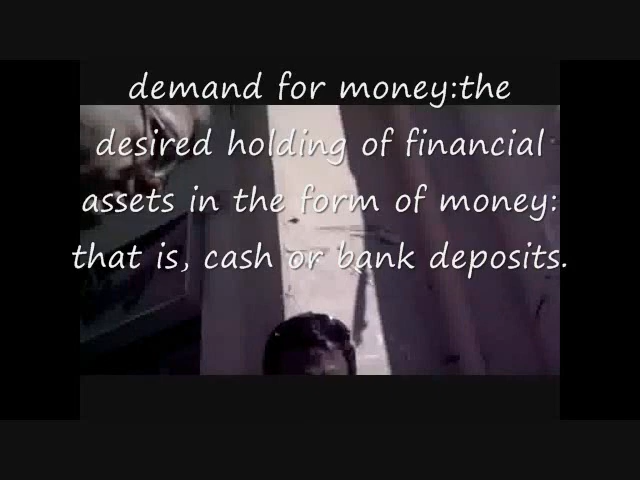 demand for money:the
desired holding of financial
assets in the form of money:
that is, cash or bank deposits.